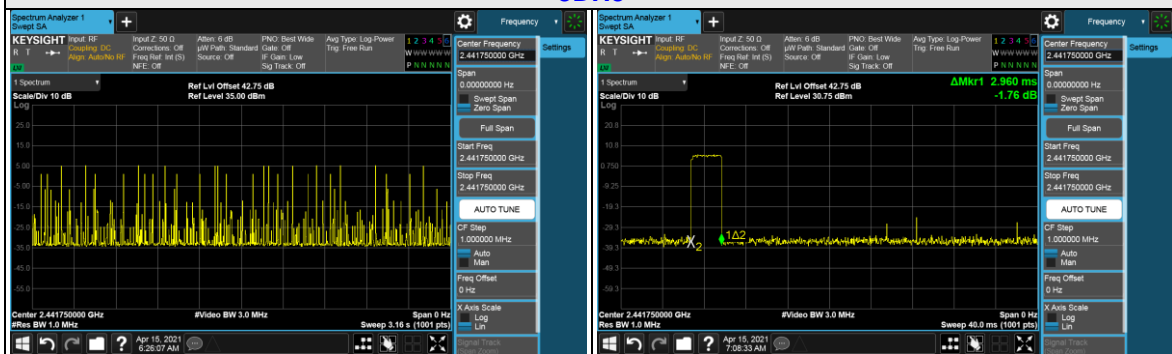 Spectrum Analyzer 1
Swept SA
+
Frequency
KEYSIGHT
Input: RF
Input Z: 50 Ω
Atten: 6 dB
PNO: Best Wide
Avg Type: Log-Power
1 2 3 4 5 6
R T
Coupling: DC
Corrections: Off
µW Path: Standard
Gate: Off
Trig: Free Run
W W W W W W
Align: Auto/No RF
Freq Ref: Int (S)
Source: Off
IF Gain: Low
P N N N N N
NFE: Off
Sig Track: Off
1 Spectrum
Scale/Div 10 dB
Ref Lvl Offset 42.75 dB
Ref Level 35.00 dBm
Log
25.0
15.0
5.00
-5.00
-15.0
-25.0
-35.0
-45.0
-55.0
Center 2.441750000 GHz
#Video BW 3.0 MHz
Span 0 Hz
#Res BW 1.0 MHz
Sweep 3.16 s (1001 pts)
Apr 15, 2021
6:26:07 AM
Center Frequency
2.441750000 GHz
Settings
Span
0.00000000 Hz
Swept Span
Zero Span
Full Span
Start Freq
2.441750000 GHz
Stop Freq
2.441750000 GHz
AUTO TUNE
CF Step
1.000000 MHz
Auto
Man
Freq Offset
0 Hz
X Axis Scale
Log
Lin
Signal Track
Spectrum Analyzer 1
Swept SA
+
Frequency
KEYSIGHT
Input: RF
Input Z: 50 Ω
Atten: 6 dB
PNO: Best Wide
Avg Type: Log-Power
1 2 3 4 5 6
R T
Coupling: DC
Corrections: Off
µW Path: Standard
Gate: Off
Trig: Free Run
W W W W W W
Align: Auto/No RF
Freq Ref: Int (S)
Source: Off
IF Gain: Low
P N N N N N
NFE: Off
Sig Track: Off
1 Spectrum
Scale/Div 10 dB
Ref Lvl Offset 42.75 dB
Ref Level 30.75 dBm
ΔMkr1 2.960 ms
-1.76 dB
Log
20.8
10.8
0.750
-9.25
-19.3
-29.3
-39.3
-49.3
-59.3
X2
1Δ2
Center 2.441750000 GHz
#Video BW 3.0 MHz
Span 0 Hz
Res BW 1.0 MHz
Sweep 40.0 ms (1001 pts)
Apr 15, 2021
7:08:33 AM
Center Frequency
2.441750000 GHz
Settings
Span
0.00000000 Hz
Swept Span
Zero Span
Full Span
Start Freq
2.441750000 GHz
Stop Freq
2.441750000 GHz
AUTO TUNE
CF Step
1.000000 MHz
Auto
Man
Freq Offset
0 Hz
X Axis Scale
Log
Lin
Signal Track